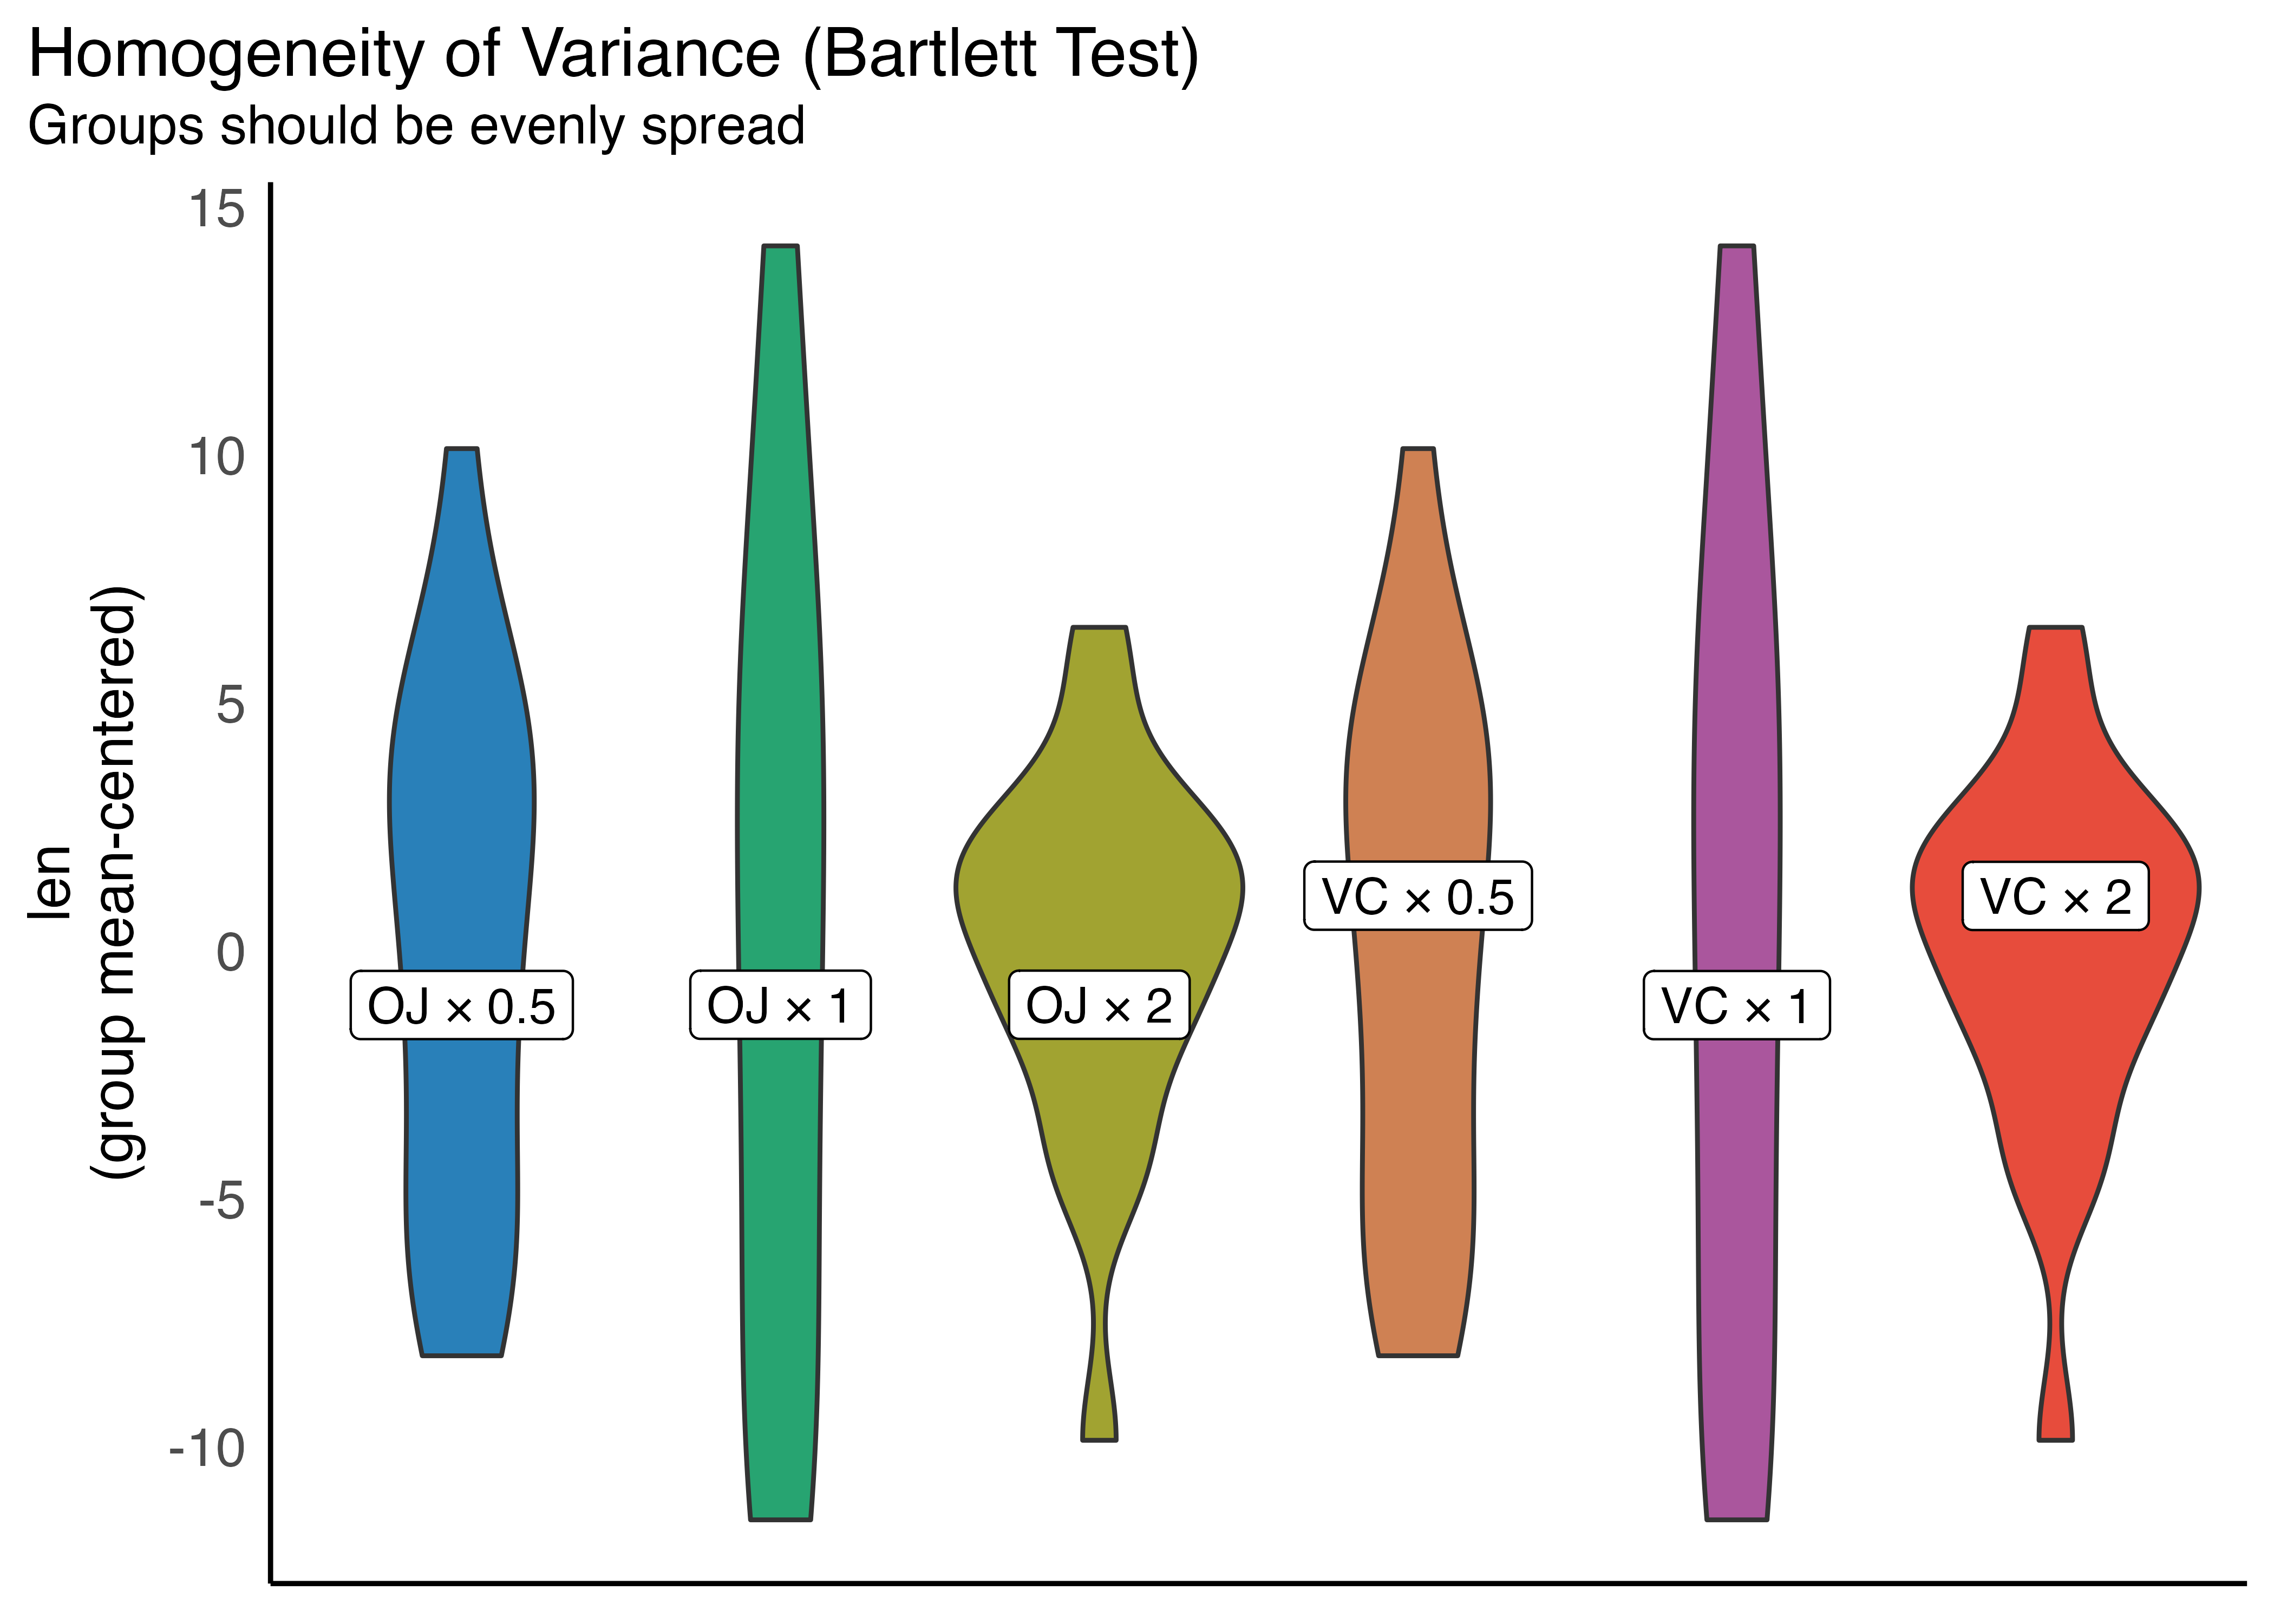 Homogeneity of Variance (Bartlett Test)
Groups should be evenly spread
len
(group mean-centered)
15
10
5
0
-5
-10
OJ × 0.5
OJ × 1
OJ × 2
VC × 0.5
VC × 1
VC × 2